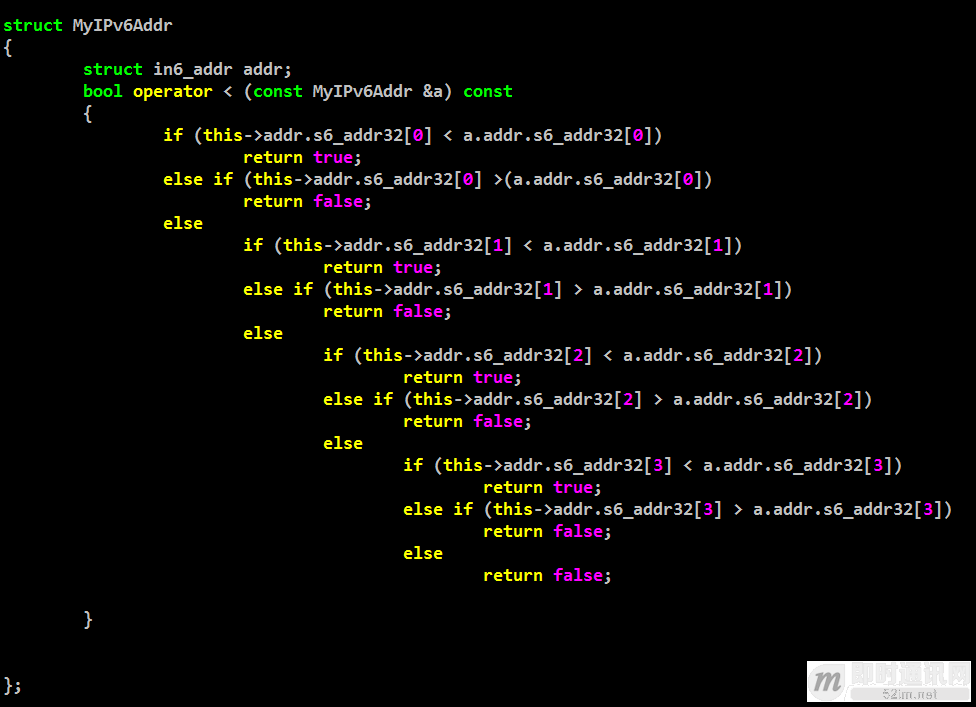 struct MyIPv6Addr
{
        struct in6_addr addr;
        bool operator < (const MyIPv6Addr &a) const
        {
                if (this->addr.s6_addr32[0] < a.addr.s6_addr32[0])
                        return true;
                else if (this->addr.s6_addr32[0] >(a.addr.s6_addr32[0])
                        return false;
                else
                        if (this->addr.s6_addr32[1] < a.addr.s6_addr32[1])
                                return true;
                        else if (this->addr.s6_addr32[1] > a.addr.s6_addr32[1])
                                return false;
                        else
                                if (this->addr.s6_addr32[2] < a.addr.s6_addr32[2])
                                        return true;
                                else if (this->addr.s6_addr32[2] > a.addr.s6_addr32[2])
                                        return false;
                                else
                                        if (this->addr.s6_addr32[3] < a.addr.s6_addr32[3])
                                                return true;
                                        else if (this->addr.s6_addr32[3] > a.addr.s6_addr32[3])
                                                return false;
                                        else
                                                return false;
        }
};
m 即时通讯网
52im.net